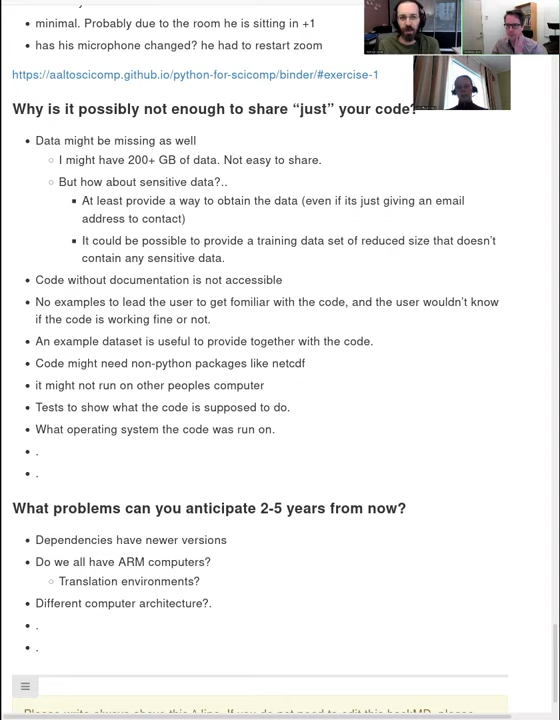 minimal. Probably due to the room he is sitting in +1
has his microphone changed? he had to restart zoom
https://aaltoscicomp.github.io/python-for-scicomp/binder/#exercise-1
Why is it possibly not enough to share “just” your code?
Data might be missing as well
I might have 200+ GB of data. Not easy to share.
But how about sensitive data?..
At least provide a way to obtain the data (even if its just giving an email
address to contact)
It could be possible to provide a training data set of reduced size that doesn’t
contain any sensitive data.
Code without documentation is not accessible
No examples to lead the user to get fomiliar with the code, and the user wouldn’t know
if the code is working fine or not.
An example dataset is useful to provide together with the code.
Code might need non-python packages like netcdf
it might not run on other peoples computer
Tests to show what the code is supposed to do.
What operating system the code was run on.
.
.
What problems can you anticipate 2-5 years from now?
Dependencies have newer versions
Do we all have ARM computers?
Translation environments?
Different computer architecture?.
.
.